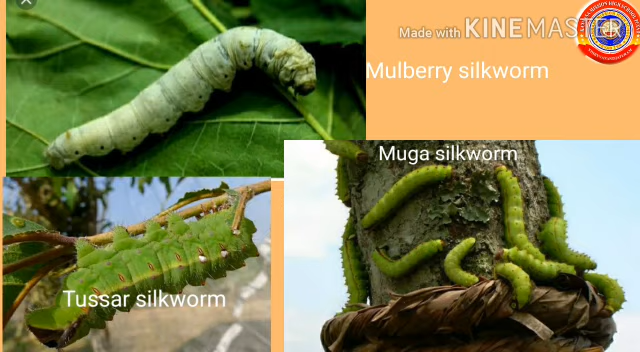 Made with KINEMASTER
Mulberry silkworm
Muga silkworm
Tussar silkworm